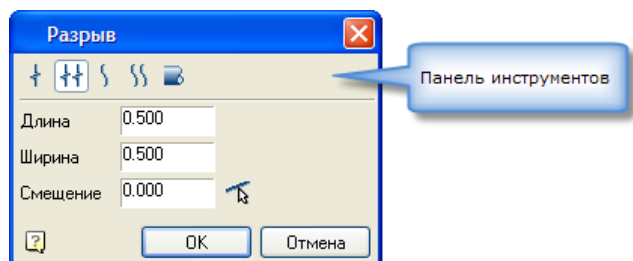 Разрыв
Панель инструментов
Длина 0.500
Ширина 0.500
Смещение 0.000
? OK Отмена